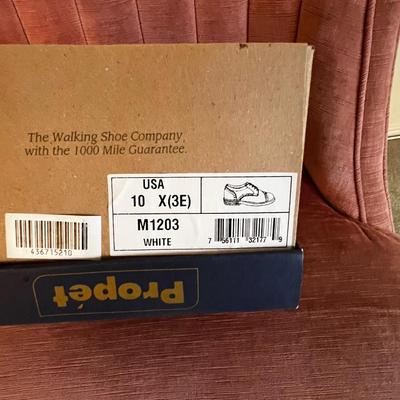 The Walking Shoe Company,
with the 1000 Mile Guarantee.
USA
10 X(3E)
M1203
WHITE
7 56111 32177 9
436715210
Propét